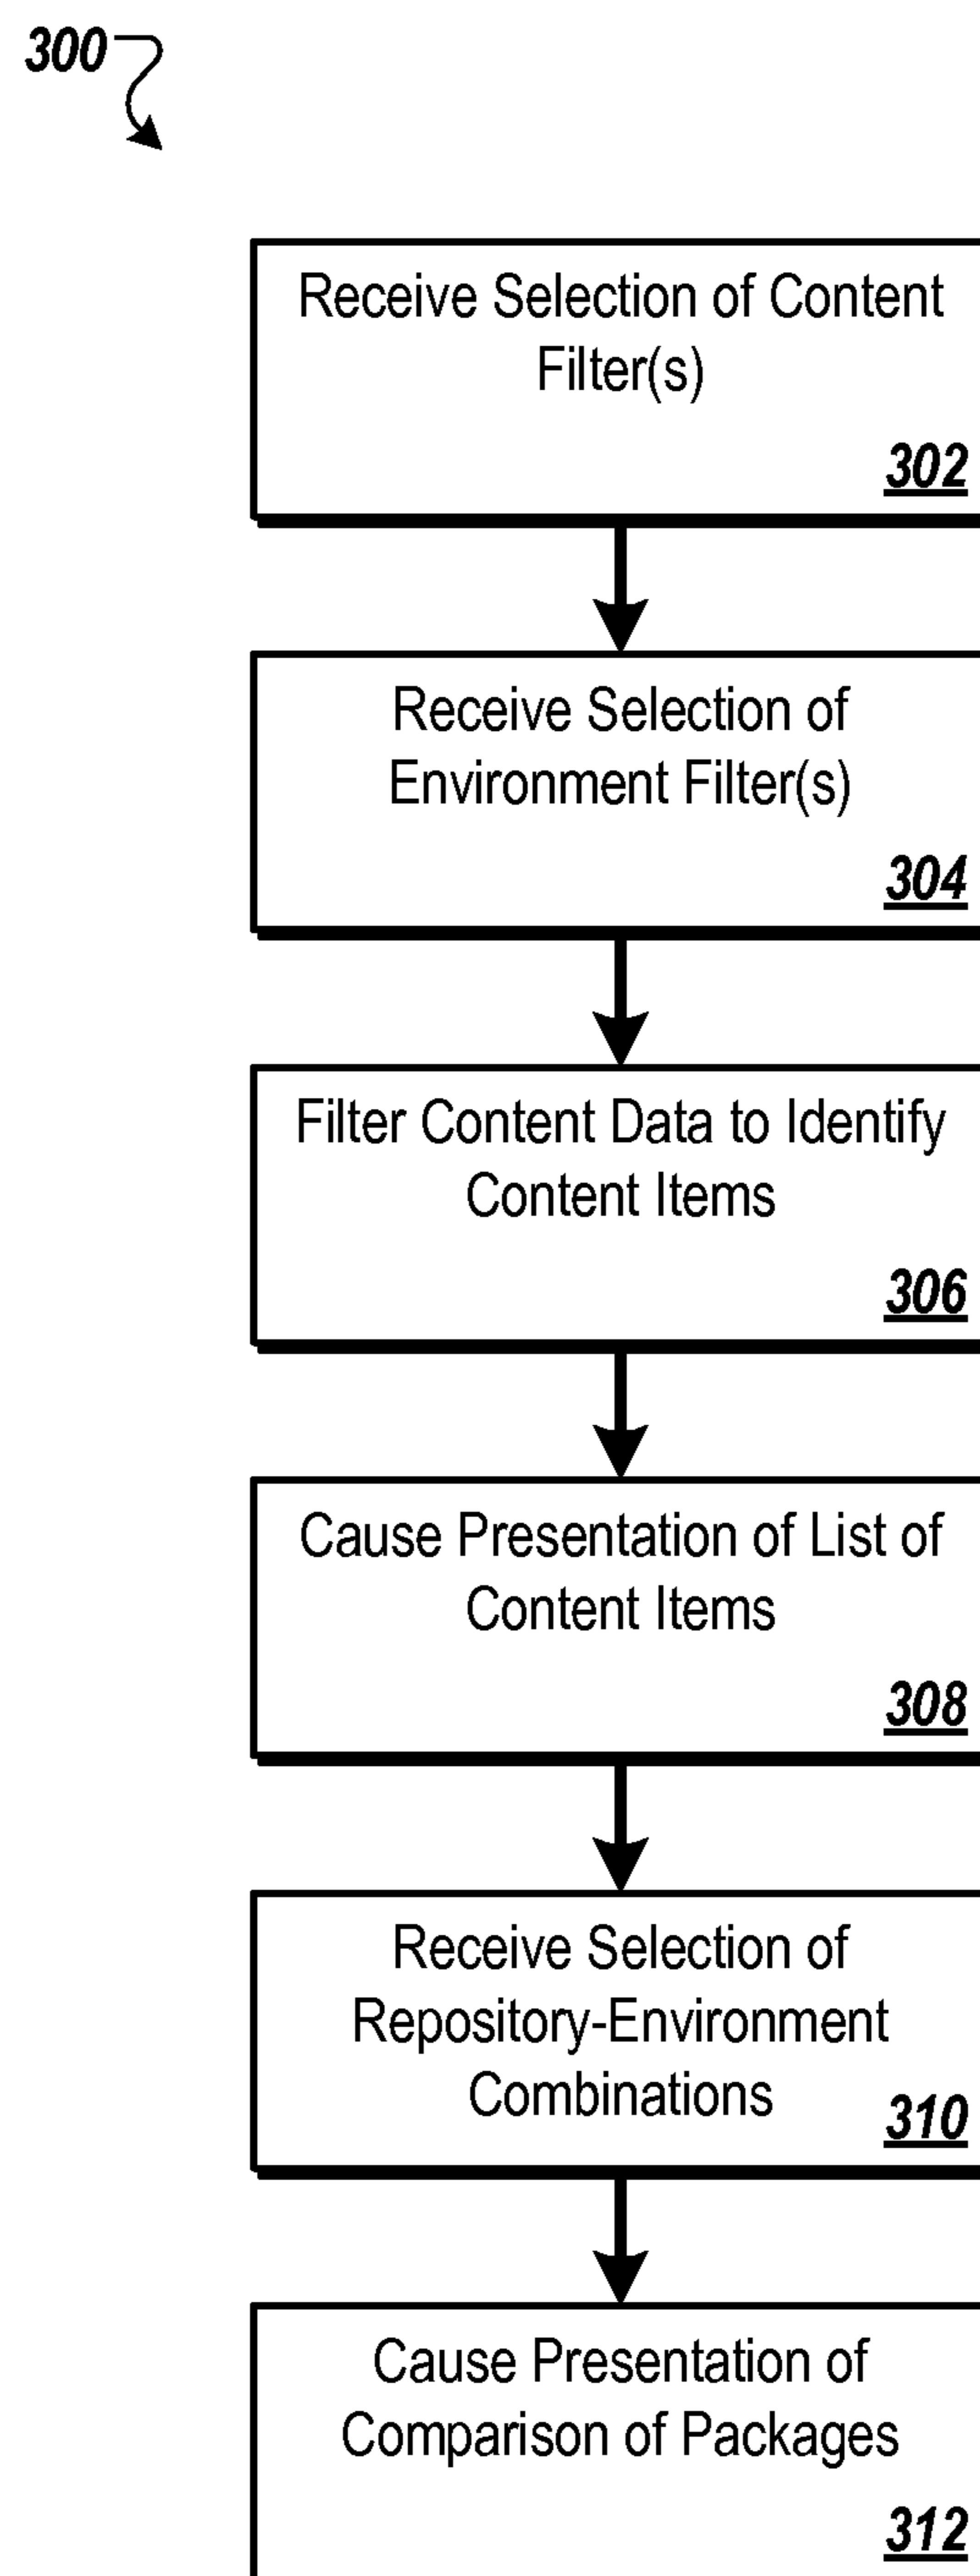 300
Receive Selection of Content
Filter(s)
302
Receive Selection of
Environment Filter(s)
304
Filter Content Data to Identify
Content Items
306
Cause Presentation of List of
Content Items
308
Receive Selection of
Repository-Environment
Combinations
310
Cause Presentation of
Comparison of Packages
312